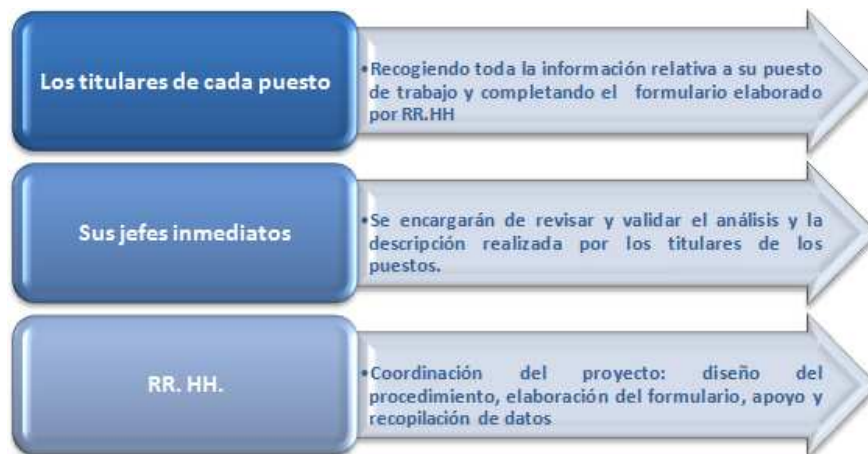 Los titulares de cada puesto
•Recogiendo toda la información relativa a su puesto
de trabajo y completando el formulario elaborado
por RR.HH
Sus jefes inmediatos
•Se encargarán de revisar y validar el análisis y la
descripción realizada por los titulares de los
puestos.
RR. HH.
•Coordinación del proyecto: diseño del
procedimiento, elaboración del formulario, apoyo y
recopilación de datos